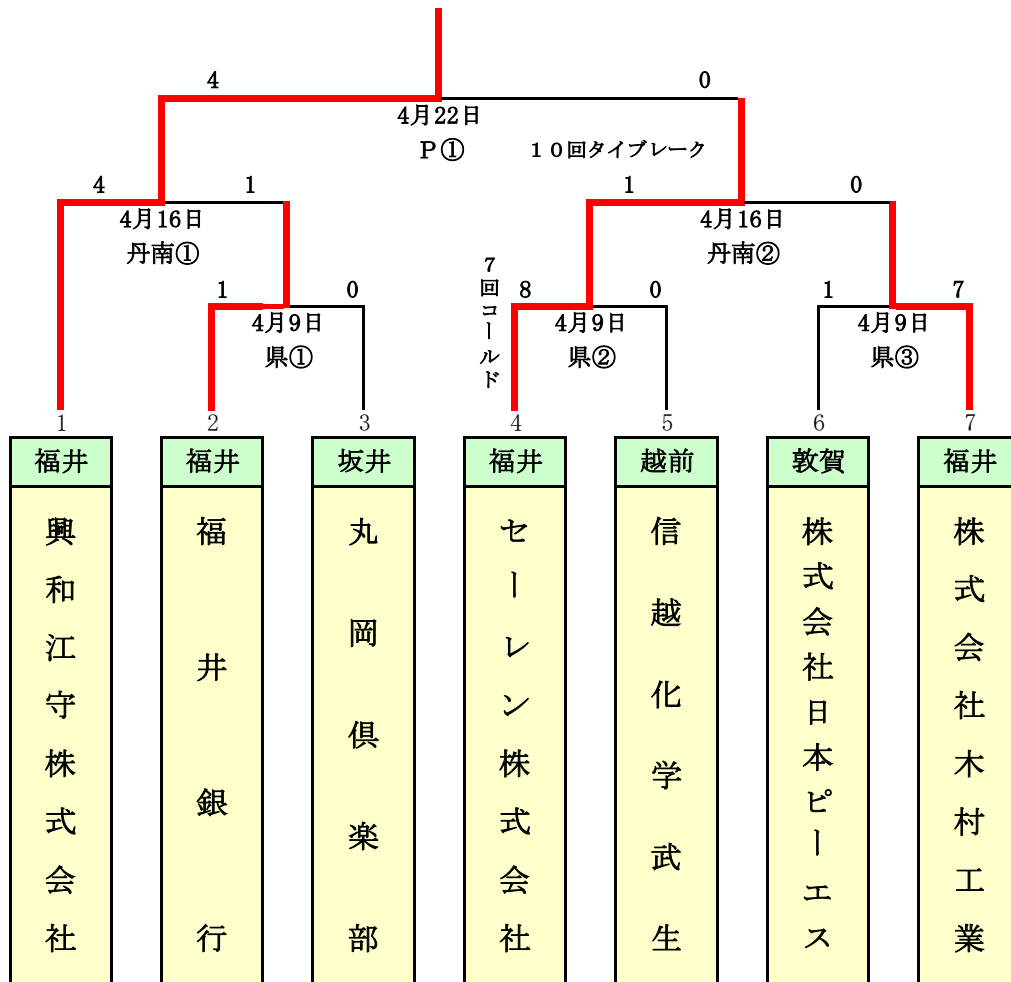 4 0
4月22日
P① １０回タイブレーク
4 1 1 0
4月16日 4月16日
丹南① 丹南②
7回コールド
1 0 8 0 1 7
4月9日 4月9日 4月9日
県① 県② 県③
1 2 3 4 5 6 7
福井 福井 坂井 福井 越前 敦賀 福井
興和江守株式会社
福井銀行
丸岡倶楽部
セーレン株式会社
信越化学武生
株式会社日本ピーエス
株式会社木村工業